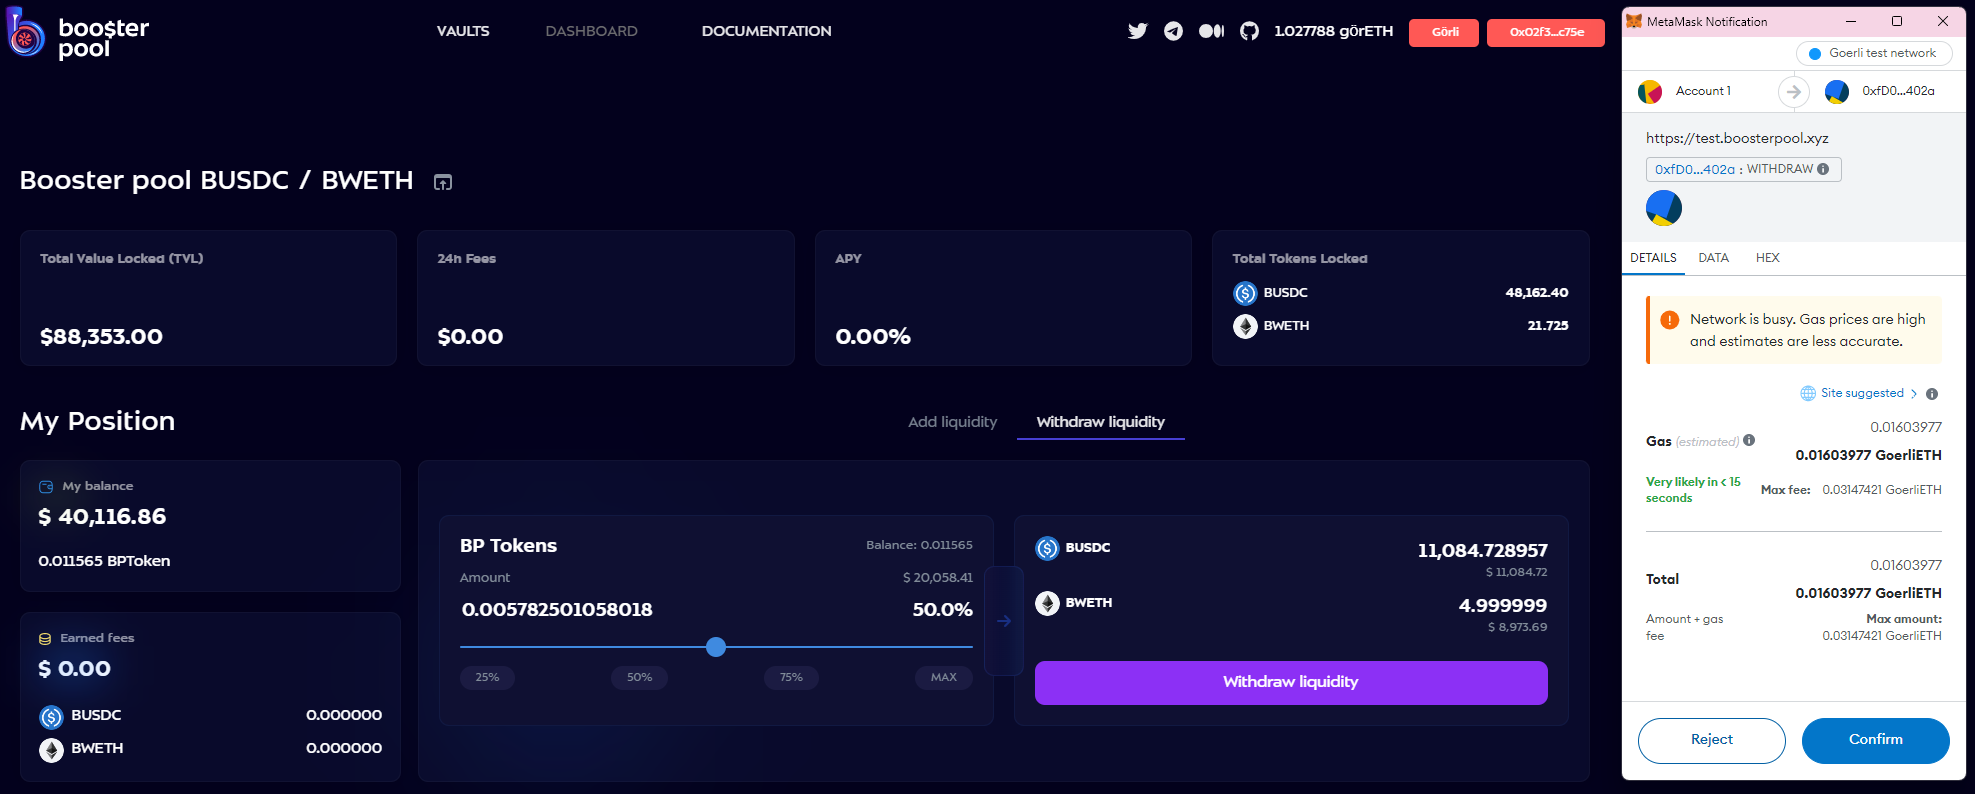 booster
pool
VAULTS
DASHBOARD
DOCUMENTATION
1.027788 görETH
Görli
0x02f3...c75e
Booster pool BUSDC / BWETH
Total Value Locked (TVL)
$88,353.00
24h Fees
$0.00
APY
0.00%
Total Tokens Locked
BUSDC 48,162.40
BWETH 21.725
My Position
Add liquidity
Withdraw liquidity
My balance
$ 40,116.86
0.011565 BPToken
Earned fees
$ 0.00
BUSDC 0.000000
BWETH 0.000000
BP Tokens Balance: 0.011565
Amount $ 20,058.41
0.005782501058018 50.0%
25% 50% 75% MAX
BUSDC 11,084.728957
$ 11,084.72
BWETH 4.999999
$ 8,973.69
Withdraw liquidity
MetaMask Notification
Goerli test network
Account 1
0xfD0...402a
https://test.boosterpool.xyz
0xfD0...402a : WITHDRAW
DETAILS DATA HEX
Network is busy. Gas prices are high
and estimates are less accurate.
Site suggested
0.01603977
Gas (estimated)
0.01603977 GoerliETH
Very likely in < 15
seconds
Max fee: 0.03147421 GoerliETH
0.01603977
Total
0.01603977 GoerliETH
Amount + gas
fee
Max amount:
0.03147421 GoerliETH
Reject
Confirm